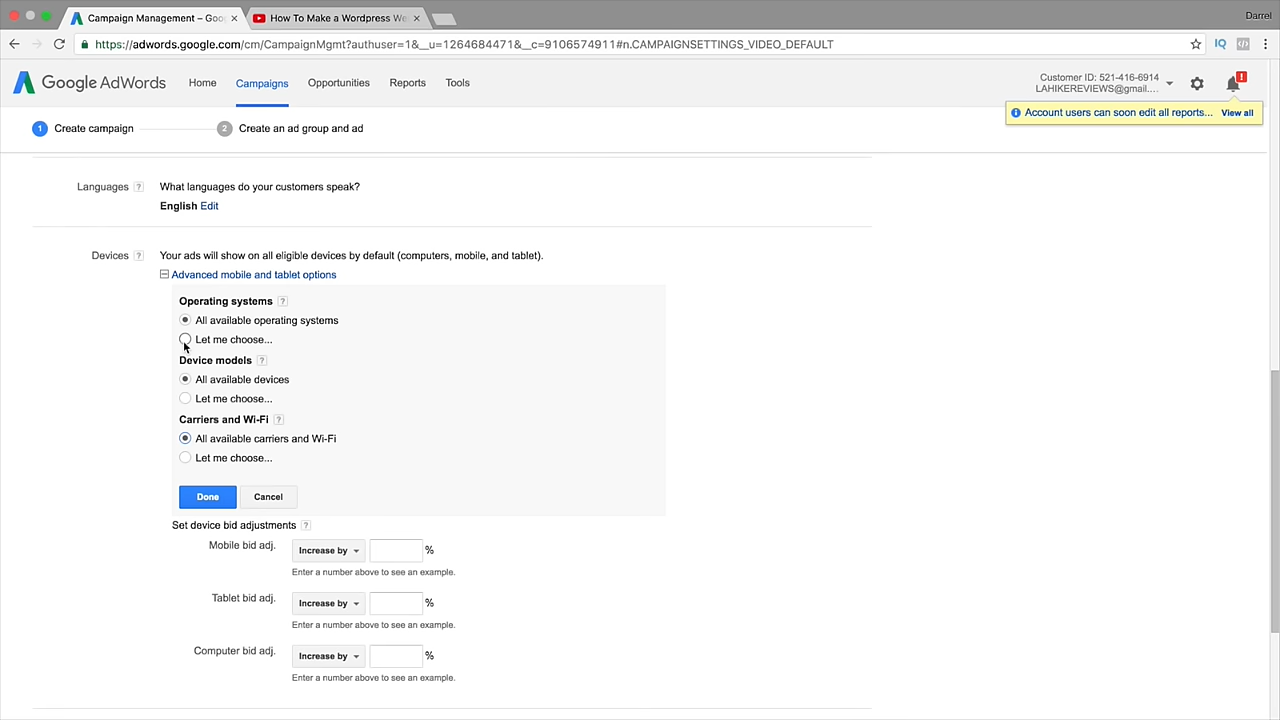 Campaign Management – Goo
How To Make a Wordpress We
Darrel
https://adwords.google.com/cm/CampaignMgmt?authuser=1&__u=1264684471&__c=9106574911#n.CAMPAIGNSETTINGS_VIDEO_DEFAULT
IQ
Google AdWords
Home
Campaigns
Opportunities
Reports
Tools
Customer ID: 521-416-6914
LAHIKEREVIEWS@gmail....
!
Account users can soon edit all reports... View all
1 Create campaign
2 Create an ad group and ad
Languages ? What languages do your customers speak?
English Edit
Devices ? Your ads will show on all eligible devices by default (computers, mobile, and tablet).
Advanced mobile and tablet options
Operating systems ?
All available operating systems
Let me choose...
Device models ?
All available devices
Let me choose...
Carriers and Wi-Fi ?
All available carriers and Wi-Fi
Let me choose...
Done Cancel
Set device bid adjustments ?
Mobile bid adj. Increase by %
Enter a number above to see an example.
Tablet bid adj. Increase by %
Enter a number above to see an example.
Computer bid adj. Increase by %
Enter a number above to see an example.